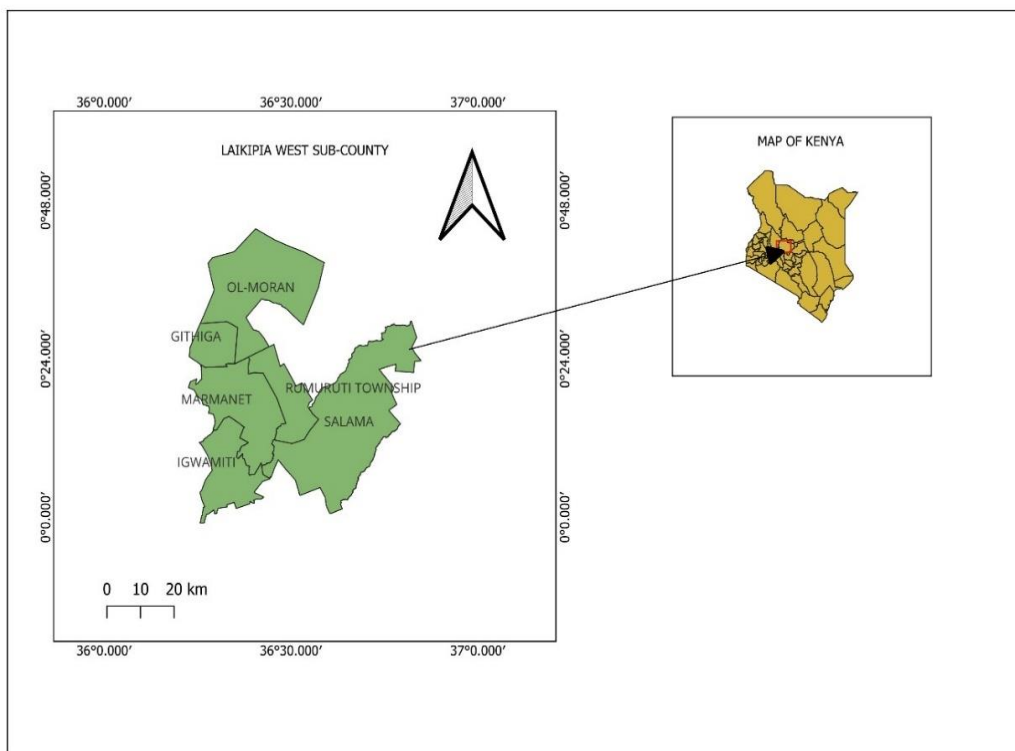 36°0.000' 36°30.000' 37°0.000'
LAIKIPIA WEST SUB-COUNTY
MAP OF KENYA
0°48.000'
0°48.000'
OL-MORAN
GITHIGA
0°24.000'
0°24.000'
RUMURUTI TOWNSHIP
MARMANET
SALAMA
IGWAMITI
0°0.000'
0°0.000'
0 10 20 km
36°0.000' 36°30.000' 37°0.000'